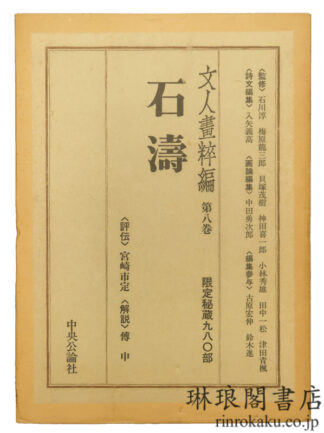 〈監修〉石川淳 梅原龍三郎 貝塚茂樹 神田喜一郎 小林秀雄 田中一松 津田青楓
〈詩文編集〉入矢義高 〈画論編集〉中田勇次郎 〈編集参与〉古原宏伸 鈴木進
文人畫粹編 第八巻
石濤
限定秘蔵九八〇部
〈評伝〉宮崎市定 〈解説〉傅申
中央公論社
琳琅閣書店
rinrokaku.co.jp